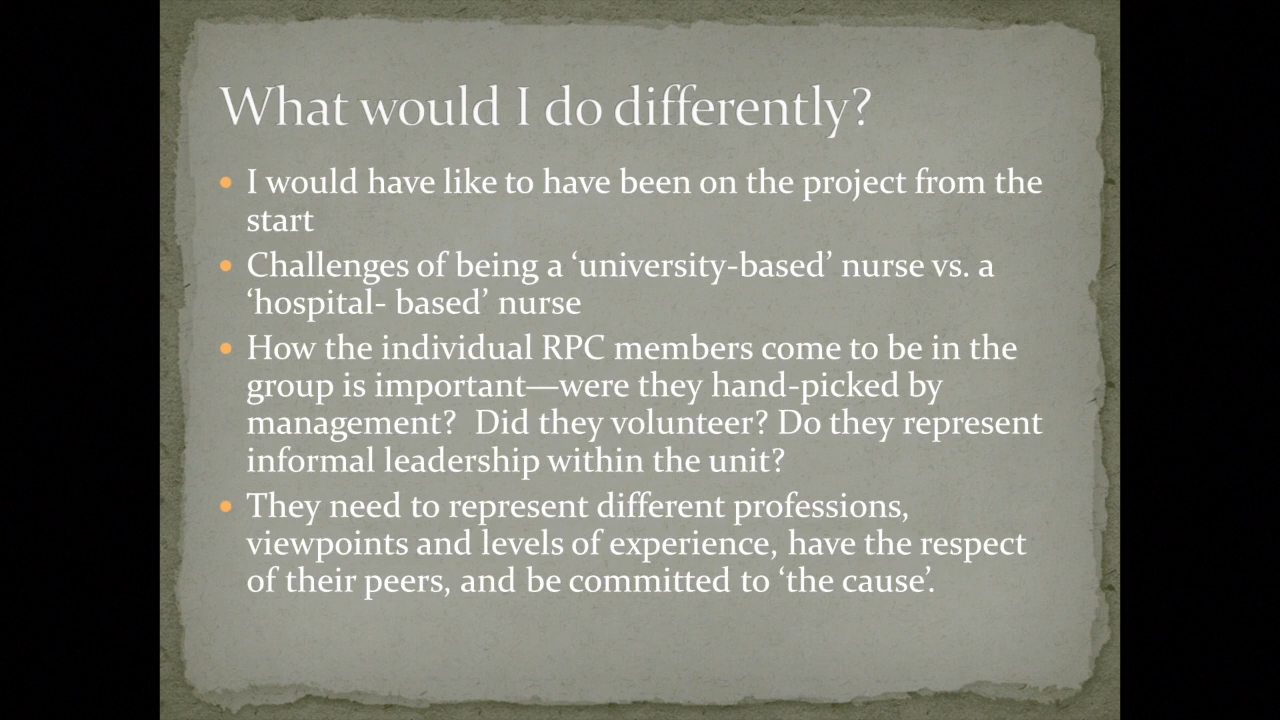 What would I do differently?
• I would have like to have been on the project from the
start
• Challenges of being a ‘university-based’ nurse vs. a
‘hospital- based’ nurse
• How the individual RPC members come to be in the
group is important—were they hand-picked by
management?  Did they volunteer? Do they represent
informal leadership within the unit?
• They need to represent different professions,
viewpoints and levels of experience, have the respect
of their peers, and be committed to ‘the cause’.